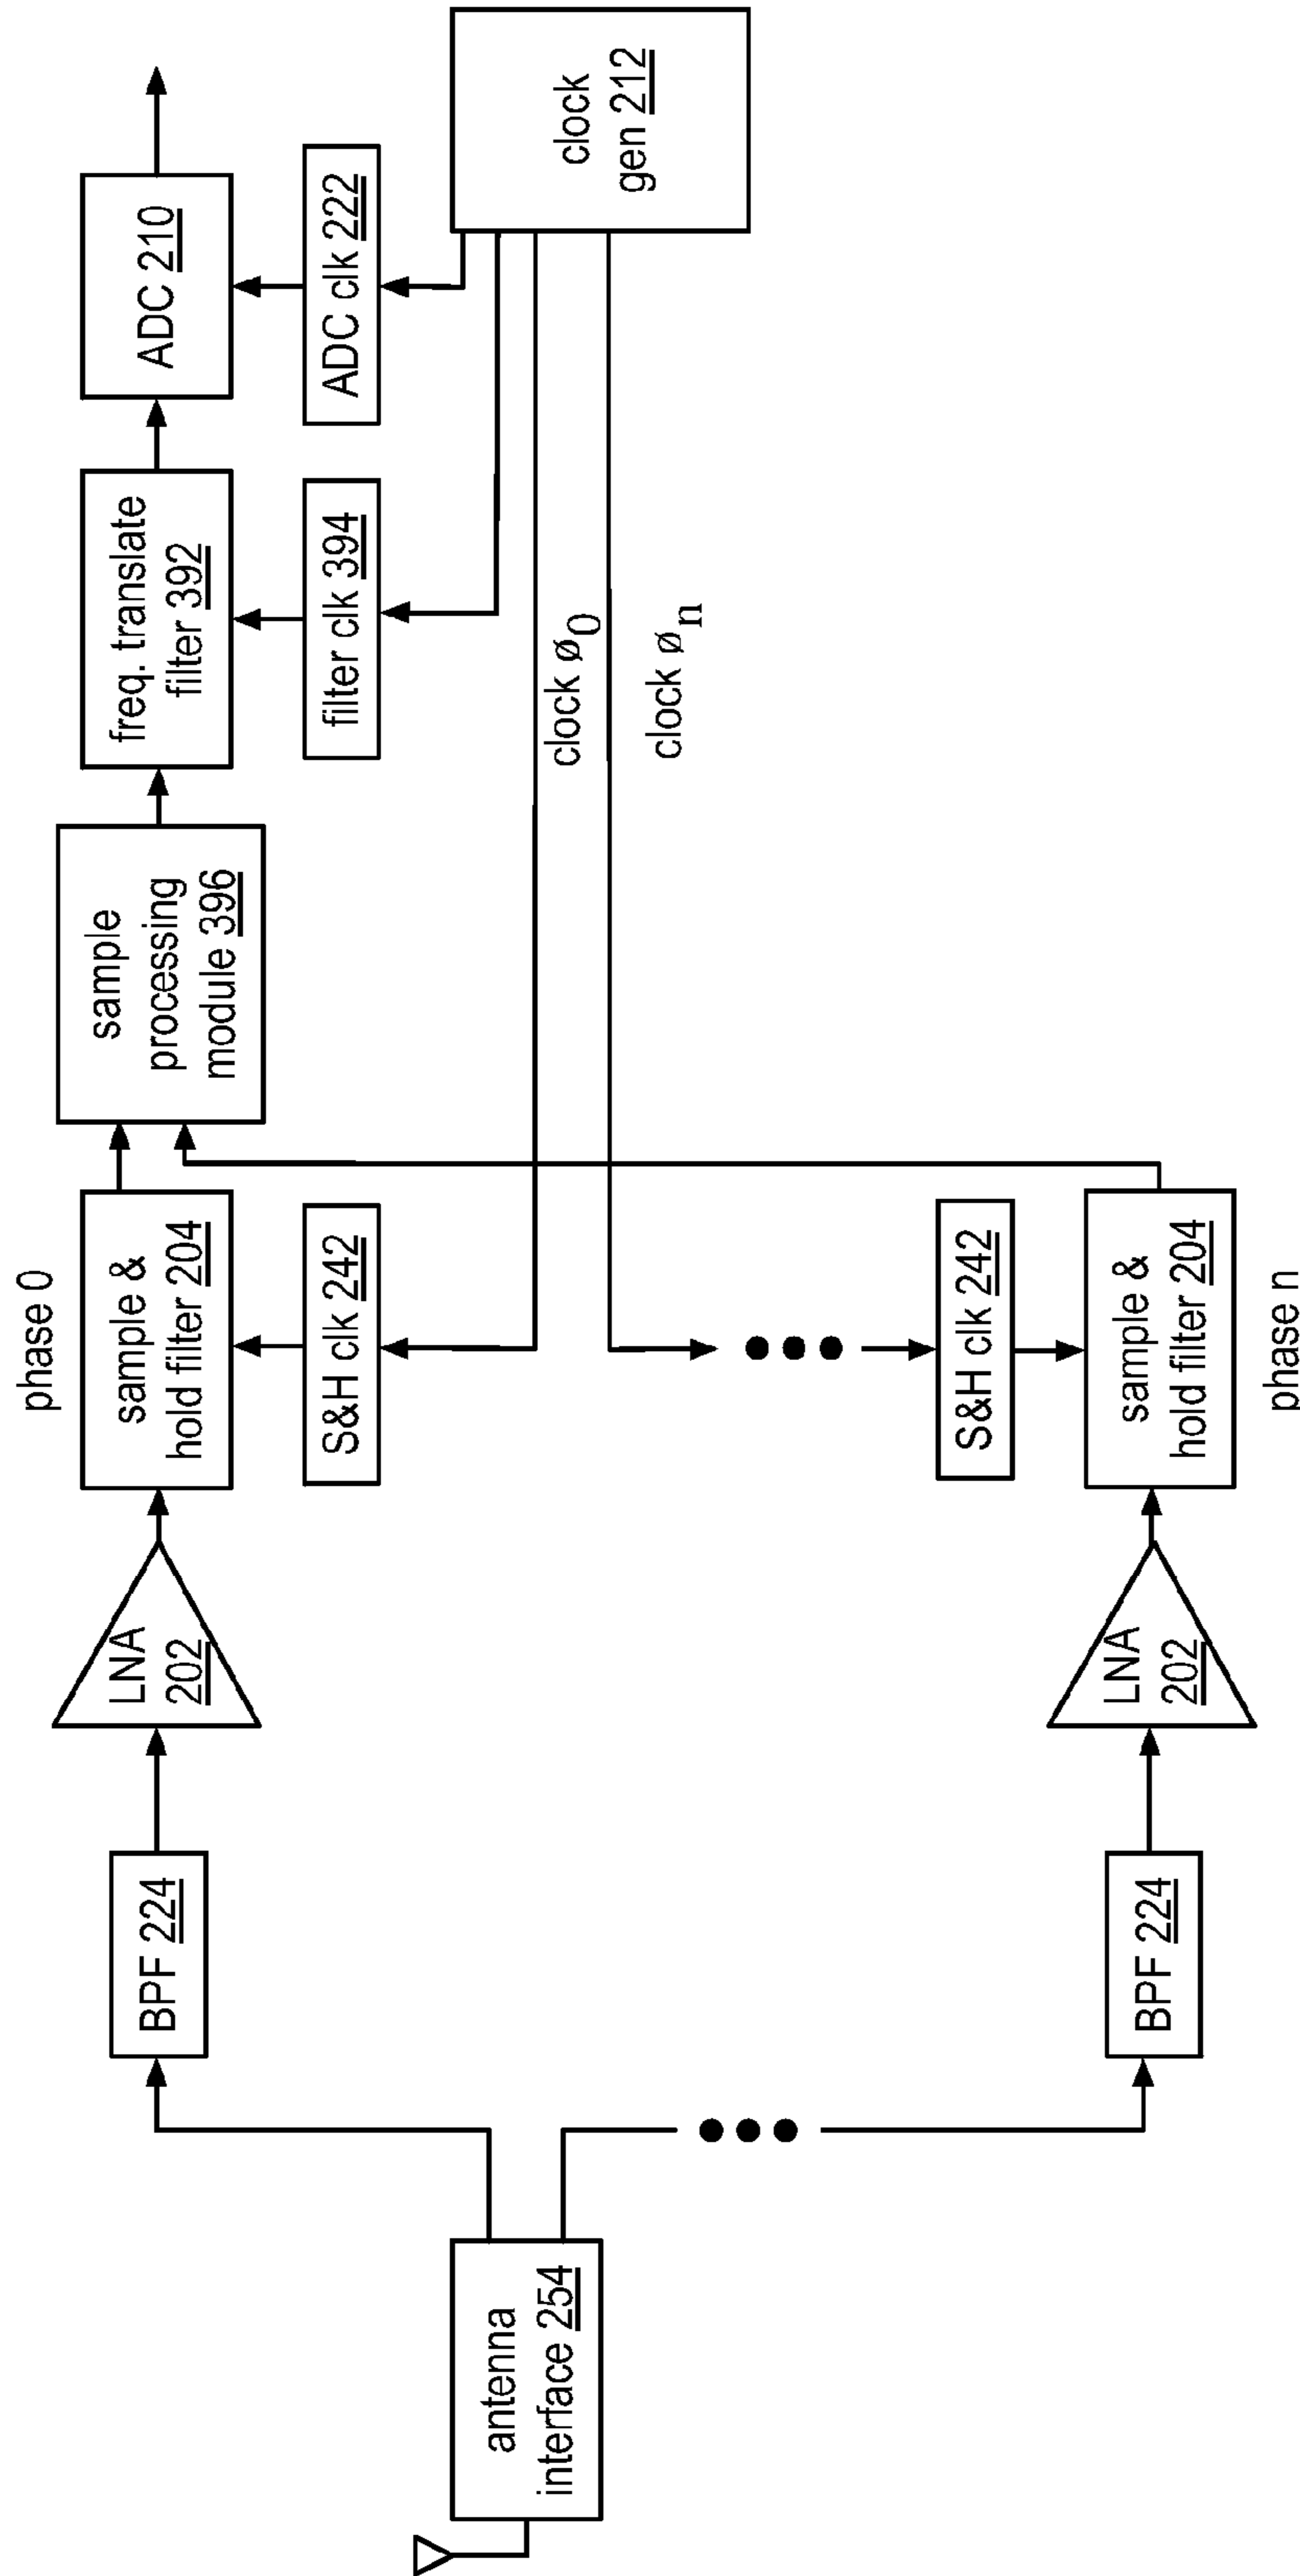 phase 0
antenna
interface 254
BPF 224
LNA
202
sample &
hold filter 204
S&H clk 242
sample
processing
module 396
freq. translate
filter 392
filter clk 394
ADC 210
ADC clk 222
clock
gen 212
clock ø0
clock øn
BPF 224
LNA
202
S&H clk 242
sample &
hold filter 204
phase n